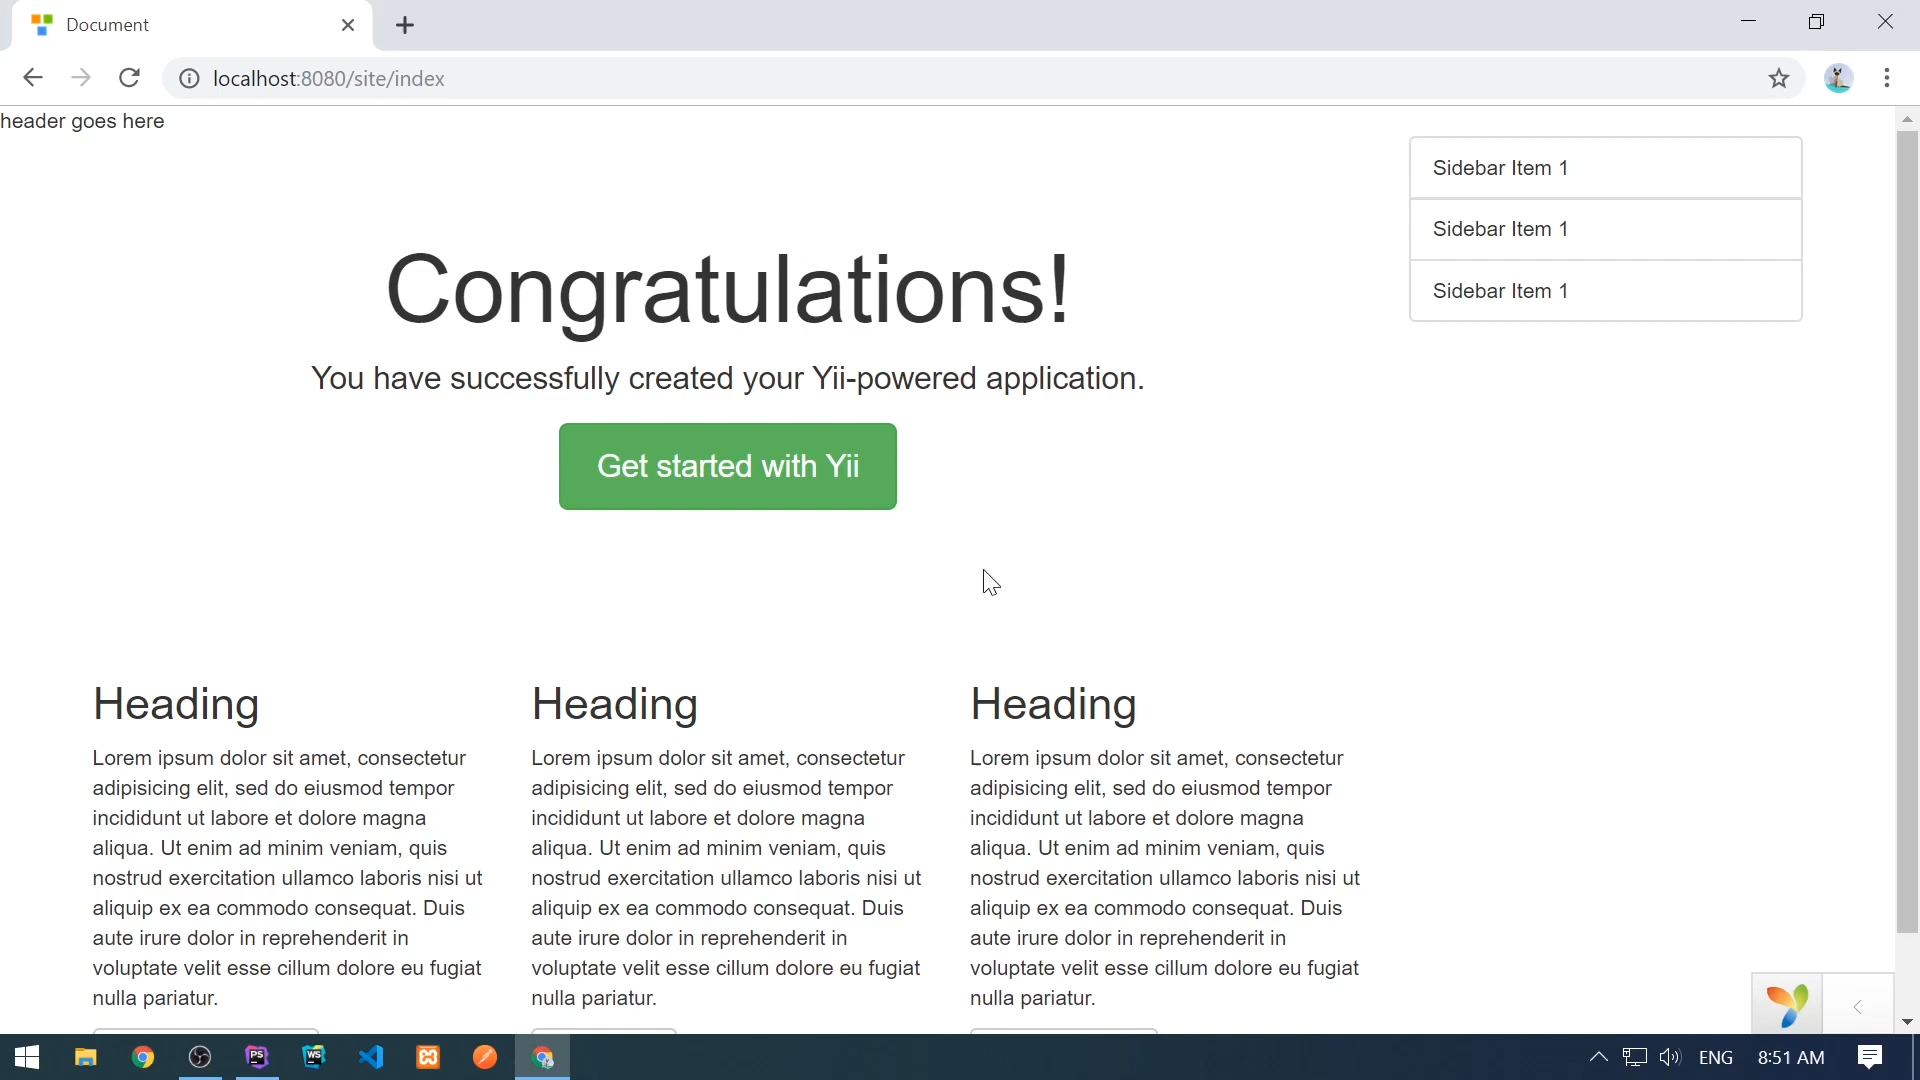 Document
localhost:8080/site/index
header goes here
Sidebar Item 1
Sidebar Item 1
Sidebar Item 1
Congratulations!
You have successfully created your Yii-powered application.
Get started with Yii
Heading
Lorem ipsum dolor sit amet, consectetur
adipisicing elit, sed do eiusmod tempor
incididunt ut labore et dolore magna
aliqua. Ut enim ad minim veniam, quis
nostrud exercitation ullamco laboris nisi ut
aliquip ex ea commodo consequat. Duis
aute irure dolor in reprehenderit in
voluptate velit esse cillum dolore eu fugiat
nulla pariatur.
Heading
Lorem ipsum dolor sit amet, consectetur
adipisicing elit, sed do eiusmod tempor
incididunt ut labore et dolore magna
aliqua. Ut enim ad minim veniam, quis
nostrud exercitation ullamco laboris nisi ut
aliquip ex ea commodo consequat. Duis
aute irure dolor in reprehenderit in
voluptate velit esse cillum dolore eu fugiat
nulla pariatur.
Heading
Lorem ipsum dolor sit amet, consectetur
adipisicing elit, sed do eiusmod tempor
incididunt ut labore et dolore magna
aliqua. Ut enim ad minim veniam, quis
nostrud exercitation ullamco laboris nisi ut
aliquip ex ea commodo consequat. Duis
aute irure dolor in reprehenderit in
voluptate velit esse cillum dolore eu fugiat
nulla pariatur.
PS
WS
ENG
8:51 AM